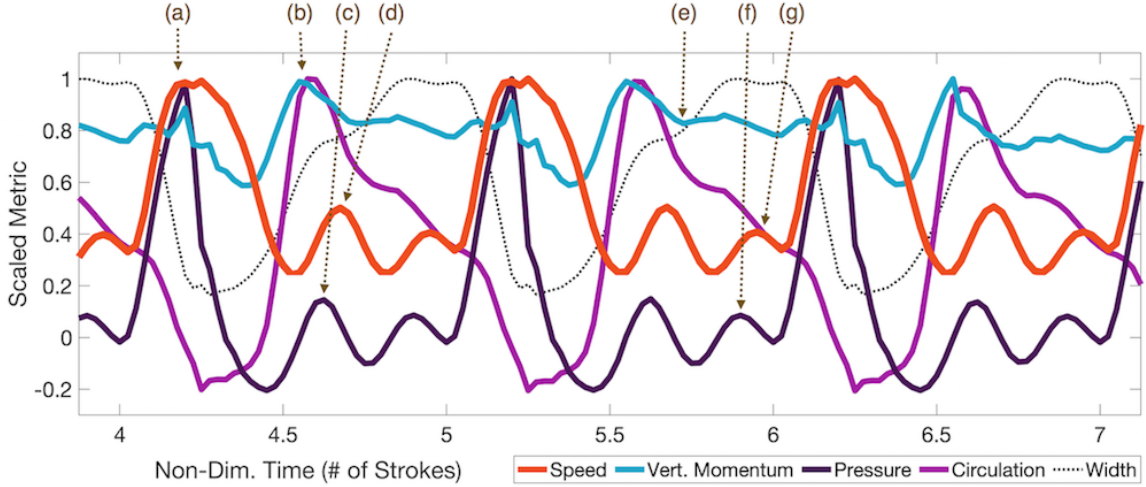 (a) (b) (c) (d) (e) (f) (g)
1
0.8
0.6
0.4
0.2
0
-0.2
Scaled Metric
4 4.5 5 5.5 6 6.5 7
Non-Dim. Time (# of Strokes)
Speed Vert. Momentum Pressure Circulation Width